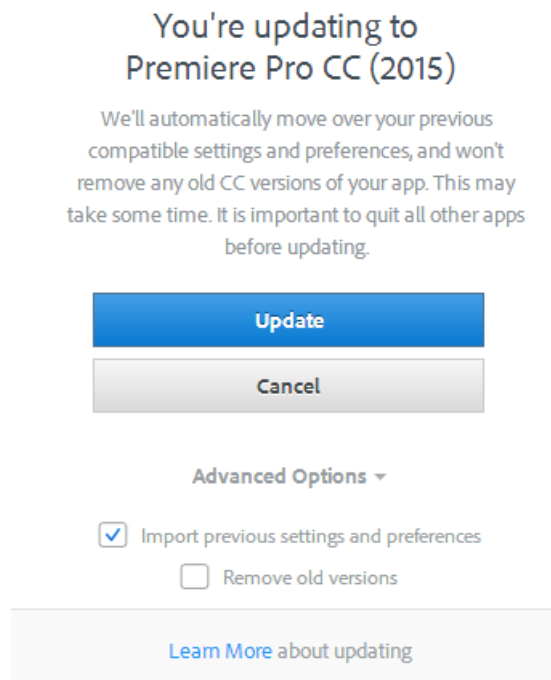 You're updating to
Premiere Pro CC (2015)
We'll automatically move over your previous
compatible settings and preferences, and won't
remove any old CC versions of your app. This may
take some time. It is important to quit all other apps
before updating.
Update
Cancel
Advanced Options
Import previous settings and preferences
Remove old versions
Learn More about updating